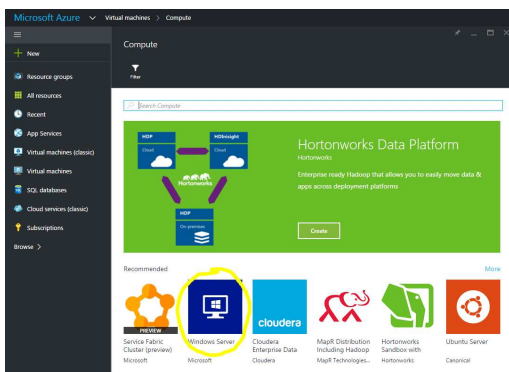 Microsoft Azure Virtual machines > Compute
New
Resource groups
All resources
Recent
App Services
Virtual machines (classic)
Virtual machines
SQL databases
Cloud services (classic)
Subscriptions
Browse >
Compute
Filter
Search Compute
HDP
Cloud
HDInisight
Cloud
Hortonworks
HDP
On premises
Hortonworks Data Platform
Hortonworks
Enterprise ready Hadoop that allows you to easily move data &
apps across deployment platforms
Create
Recommended
More
PREVIEW
Service Fabric
Cluster (preview)
Microsoft
Windows Server
Microsoft
cloudera
Cloudera
Enterprise Data
Cloudera
MapR Distribution
Including Hadoop
MapR Technologies...
Hortonworks
Sandbox with
Hortonworks
Ubuntu Server
Canonical